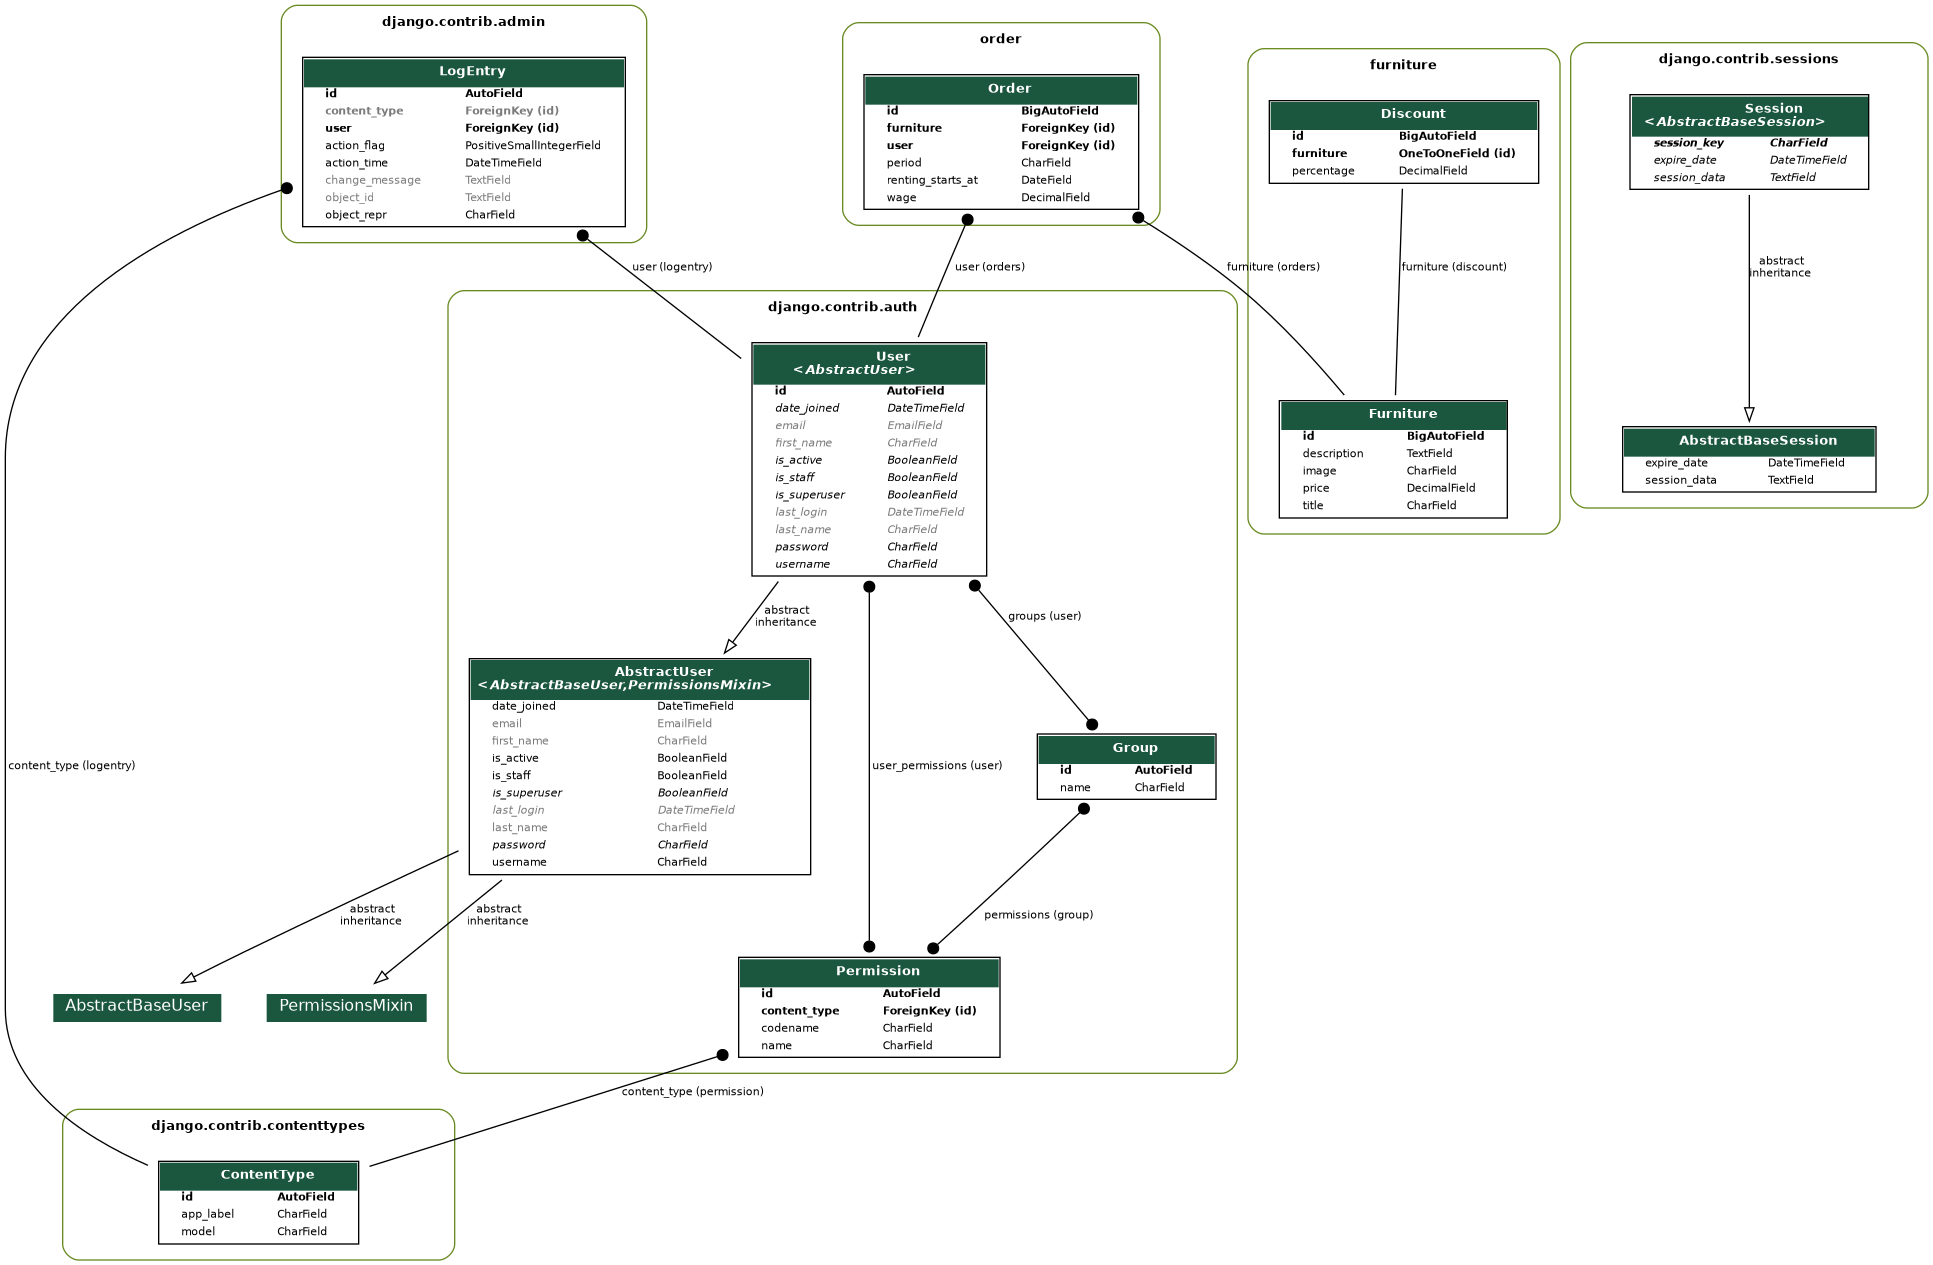 django.contrib.admin
LogEntry
id AutoField
content_type ForeignKey (id)
user ForeignKey (id)
action_flag PositiveSmallIntegerField
action_time DateTimeField
change_message TextField
object_id TextField
object_repr CharField
order
Order
id BigAutoField
furniture ForeignKey (id)
user ForeignKey (id)
period CharField
renting_starts_at DateField
wage DecimalField
furniture
Discount
id BigAutoField
furniture OneToOneField (id)
percentage DecimalField
django.contrib.sessions
Session
<AbstractBaseSession>
session_key CharField
expire_date DateTimeField
session_data TextField
user (logentry)
user (orders)
furniture (orders)
furniture (discount)
abstract
inheritance
django.contrib.auth
User
<AbstractUser>
id AutoField
date_joined DateTimeField
email EmailField
first_name CharField
is_active BooleanField
is_staff BooleanField
is_superuser BooleanField
last_login DateTimeField
last_name CharField
password CharField
username CharField
Furniture
id BigAutoField
description TextField
image CharField
price DecimalField
title CharField
AbstractBaseSession
expire_date DateTimeField
session_data TextField
abstract
inheritance
groups (user)
AbstractUser
<AbstractBaseUser,PermissionsMixin>
date_joined DateTimeField
email EmailField
first_name CharField
is_active BooleanField
is_staff BooleanField
is_superuser BooleanField
last_login DateTimeField
last_name CharField
password CharField
username CharField
content_type (logentry)
user_permissions (user)
Group
id AutoField
name CharField
abstract
inheritance
abstract
inheritance
permissions (group)
AbstractBaseUser
PermissionsMixin
Permission
id AutoField
content_type ForeignKey (id)
codename CharField
name CharField
content_type (permission)
django.contrib.contenttypes
ContentType
id AutoField
app_label CharField
model CharField